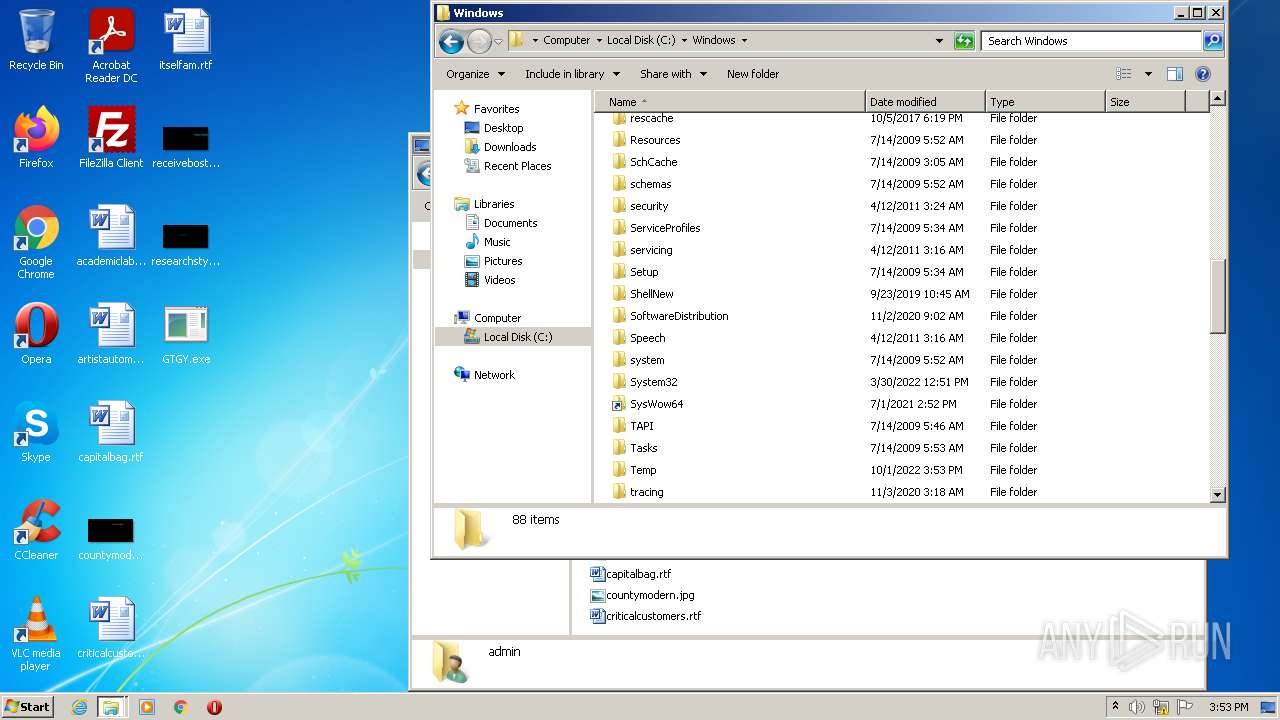 Recycle Bin
Acrobat
Reader DC
itselfam.rtf
Firefox
FileZilla Client
receivebost...
Google
Chrome
academiclab...
researchsty...
Opera
artistautom...
GTGY.exe
Skype
capitalbag.rtf
CCleaner
countymod...
VLC media
player
criticalcusto...
Windows
Computer
Local Disk (C:)
Windows
Search Windows
Organize
Include in library
Share with
New folder
Favorites
Desktop
Downloads
Recent Places
Libraries
Documents
Music
Pictures
Videos
Computer
Local Disk (C:)
Network
Name Date modified Type Size
rescache 10/5/2017 6:19 PM File folder
Resources 7/14/2009 5:52 AM File folder
SchCache 7/14/2009 3:05 AM File folder
schemas 7/14/2009 5:52 AM File folder
security 4/12/2011 3:24 AM File folder
ServiceProfiles 7/14/2009 5:34 AM File folder
servicing 4/12/2011 3:16 AM File folder
Setup 7/14/2009 5:34 AM File folder
ShellNew 9/23/2019 10:45 AM File folder
SoftwareDistribution 11/2/2020 9:02 AM File folder
Speech 4/12/2011 3:16 AM File folder
system 7/14/2009 5:52 AM File folder
System32 3/30/2022 12:51 PM File folder
SysWow64 7/1/2021 2:52 PM File folder
TAPI 7/14/2009 5:46 AM File folder
Tasks 7/14/2009 5:53 AM File folder
Temp 10/1/2022 3:53 PM File folder
tracing 11/3/2020 3:18 AM File folder
88 items
capitalbag.rtf
countymodern.jpg
criticalcustomers.rtf
admin
ANY RUN
Start
3:53 PM